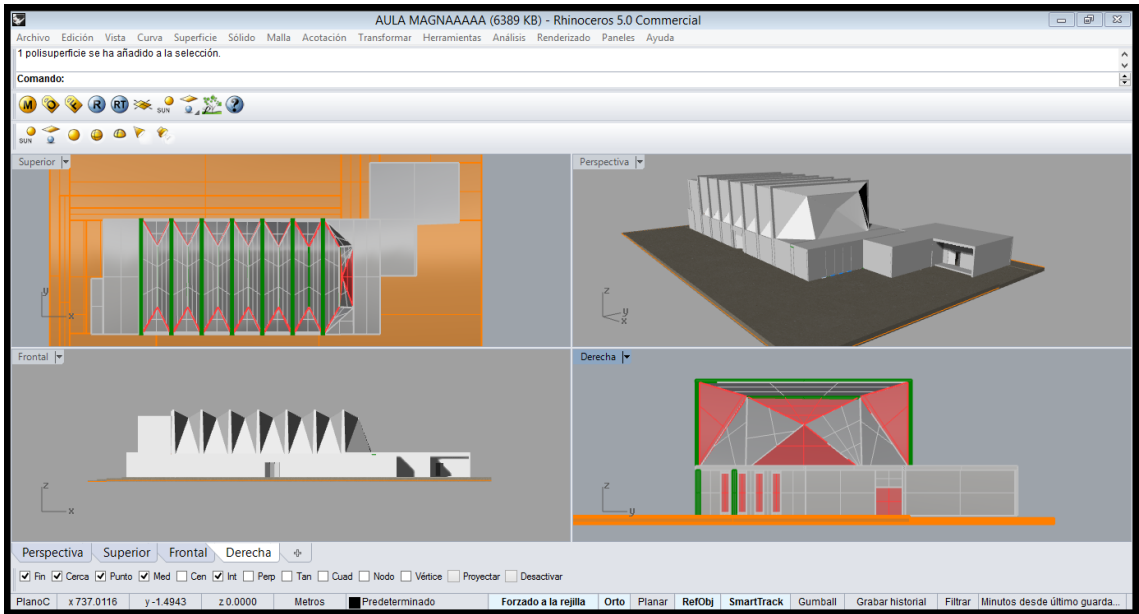 AULA MAGNAAAAA (6389 KB) - Rhinoceros 5.0 Commercial
Archivo Edición Vista Curva Superficie Sólido Malla Acotación Transformar Herramientas Análisis Renderizado Paneles Ayuda
1 polisuperficie se ha añadido a la selección.
Comando:
M O E R RT SUN ?
SUN
Superior
Perspectiva
y
x
z
y
x
Frontal
Derecha
z
x
z
y
Perspectiva Superior Frontal Derecha
Fin Cerca Punto Med Cen Int Perp Tan Cuad Nodo Vértice Proyectar Desactivar
PlanoC x 737.0116 y -1.4943 z 0.0000 Metros Predeterminado Forzado a la rejilla Orto Planar RefObj SmartTrack Gumball Grabar historial Filtrar Minutos desde último guarda...